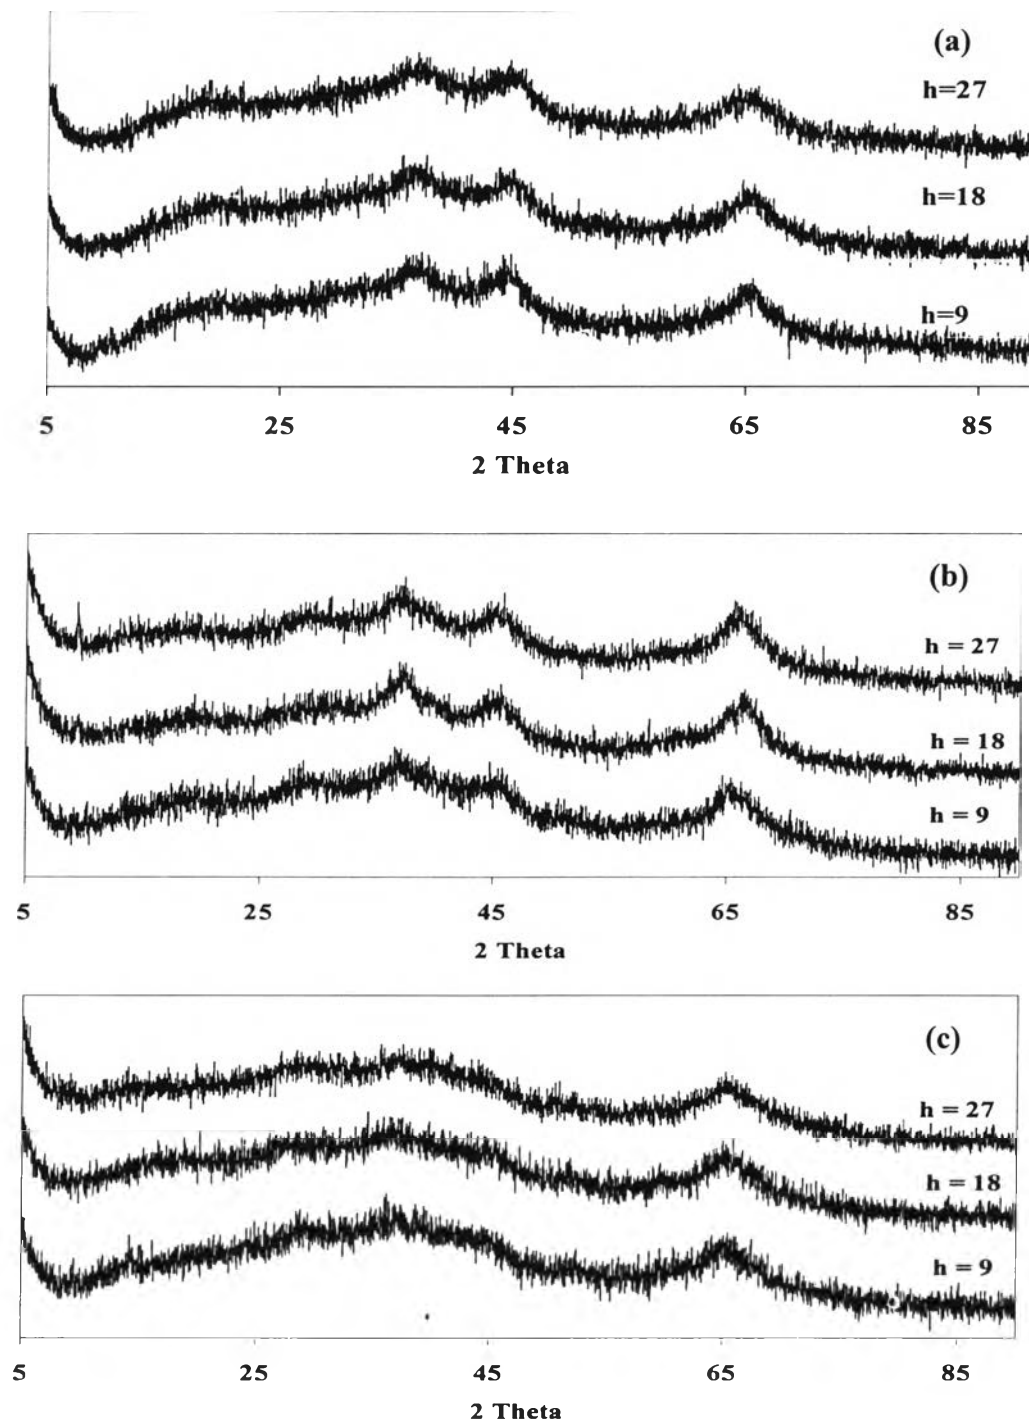 (a)
h=27
h=18
h=9
5 25 45 65 85
2 Theta
(b)
h = 27
h = 18
h = 9
5 25 45 65 85
2 Theta
(c)
h = 27
h = 18
h = 9
5 25 45 65 85
2 Theta